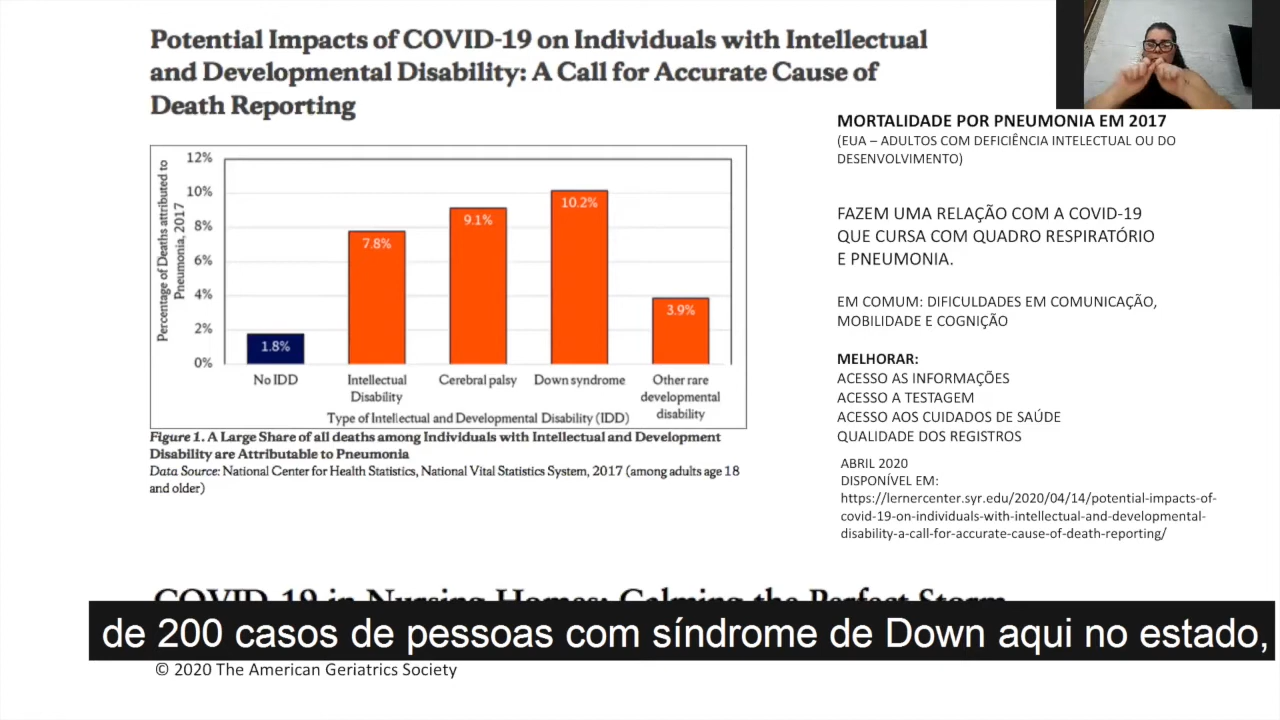 Potential Impacts of COVID-19 on Individuals with Intellectual
and Developmental Disability: A Call for Accurate Cause of
Death Reporting
Percentage of Deaths attributed to
Pneumonia, 2017
12%
10%
8%
6%
4%
2%
0%
1.8%
7.8%
9.1%
10.2%
3.9%
No IDD
Intellectual
Disability
Cerebral palsy
Down syndrome
Other rare
developmental
disability
Type of Intellectual and Developmental Disability (IDD)
Figure 1. A Large Share of all deaths among Individuals with Intellectual and Development
Disability are Attributable to Pneumonia
Data Source: National Center for Health Statistics, National Vital Statistics System, 2017 (among adults age 18
and older)
MORTALIDADE POR PNEUMONIA EM 2017
(EUA – ADULTOS COM DEFICIÊNCIA INTELECTUAL OU DO
DESENVOLVIMENTO)
FAZEM UMA RELAÇÃO COM A COVID-19
QUE CURSA COM QUADRO RESPIRATÓRIO
E PNEUMONIA.
EM COMUM: DIFICULDADES EM COMUNICAÇÃO,
MOBILIDADE E COGNIÇÃO
MELHORAR:
ACESSO AS INFORMAÇÕES
ACESSO A TESTAGEM
ACESSO AOS CUIDADOS DE SAÚDE
QUALIDADE DOS REGISTROS
ABRIL 2020
DISPONÍVEL EM:
https://lernercenter.syr.edu/2020/04/14/potential-impacts-of-
covid-19-on-individuals-with-intellectual-and-developmental-
disability-a-call-for-accurate-cause-of-death-reporting/
COVID-19 in Nursing Homes: Calming the Perfect Storm
de 200 casos de pessoas com síndrome de Down aqui no estado,
© 2020 The American Geriatrics Society